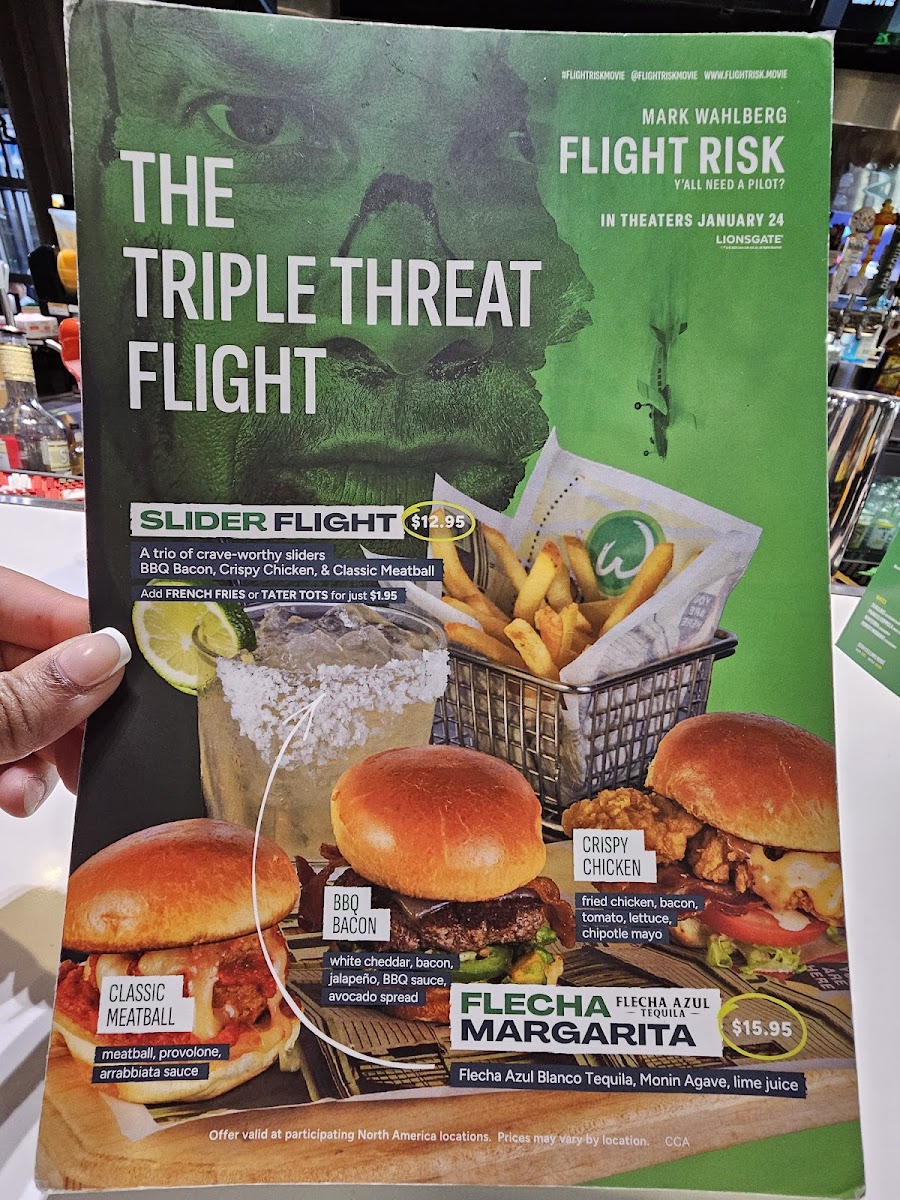 #FLIGHTRISKMOVIE @FLIGHTRISKMOVIE WWW.FLIGHTRISK.MOVIE
MARK WAHLBERG
FLIGHT RISK
Y'ALL NEED A PILOT?
IN THEATERS JANUARY 24
LIONSGATE
THE
TRIPLE THREAT
FLIGHT
SLIDER FLIGHT $12.95
A trio of crave-worthy sliders
BBQ Bacon, Crispy Chicken, & Classic Meatball
Add FRENCH FRIES or TATER TOTS for just $1.95
W
CRISPY
CHICKEN
fried chicken, bacon,
tomato, lettuce,
chipotle mayo
BBQ
BACON
white cheddar, bacon,
jalapeño, BBQ sauce,
avocado spread
CLASSIC
MEATBALL
meatball, provolone,
arrabbiata sauce
FLECHA
MARGARITA
FLECHA AZUL
TEQUILA
$15.95
Flecha Azul Blanco Tequila, Monin Agave, lime juice
Offer valid at participating North America locations. Prices may vary by location. CGA